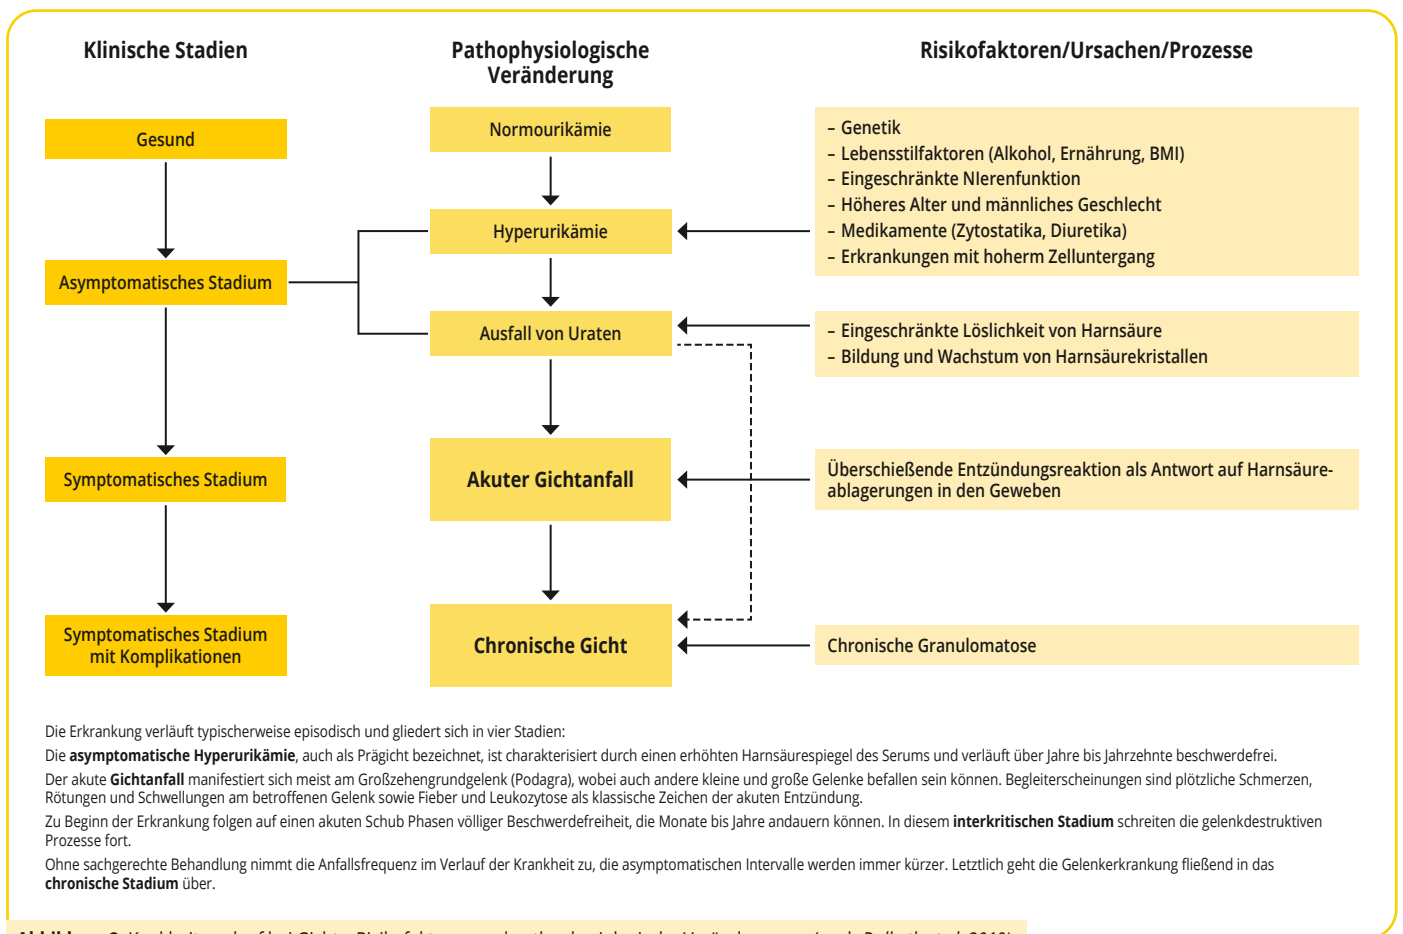 Klinische Stadien
Pathophysiologische
Veränderung
Risikofaktoren/Ursachen/Prozesse
Gesund
Normourikämie
– Genetik
– Lebensstilfaktoren (Alkohol, Ernährung, BMI)
– Eingeschränkte NIerenfunktion
– Höheres Alter und männliches Geschlecht
– Medikamente (Zytostatika, Diuretika)
– Erkrankungen mit hoherm Zelluntergang
Hyperurikämie
Asymptomatisches Stadium
Ausfall von Uraten
– Eingeschränkte Löslichkeit von Harnsäure
– Bildung und Wachstum von Harnsäurekristallen
Symptomatisches Stadium
Akuter Gichtanfall
Überschießende Entzündungsreaktion als Antwort auf Harnsäure-
ablagerungen in den Geweben
Symptomatisches Stadium
mit Komplikationen
Chronische Gicht
Chronische Granulomatose
Die Erkrankung verläuft typischerweise episodisch und gliedert sich in vier Stadien:
Die asymptomatische Hyperurikämie, auch als Prägicht bezeichnet, ist charakterisiert durch einen erhöhten Harnsäurespiegel des Serums und verläuft über Jahre bis Jahrzehnte beschwerdefrei.
Der akute Gichtanfall manifestiert sich meist am Großzehengrundgelenk (Podagra), wobei auch andere kleine und große Gelenke befallen sein können. Begleiterscheinungen sind plötzliche Schmerzen,
Rötungen und Schwellungen am betroffenen Gelenk sowie Fieber und Leukozytose als klassische Zeichen der akuten Entzündung.
Zu Beginn der Erkrankung folgen auf einen akuten Schub Phasen völliger Beschwerdefreiheit, die Monate bis Jahre andauern können. In diesem interkritischen Stadium schreiten die gelenkdestruktiven
Prozesse fort.
Ohne sachgerechte Behandlung nimmt die Anfallsfrequenz im Verlauf der Krankheit zu, die asymptomatischen Intervalle werden immer kürzer. Letztlich geht die Gelenkerkrankung fließend in das
chronische Stadium über.